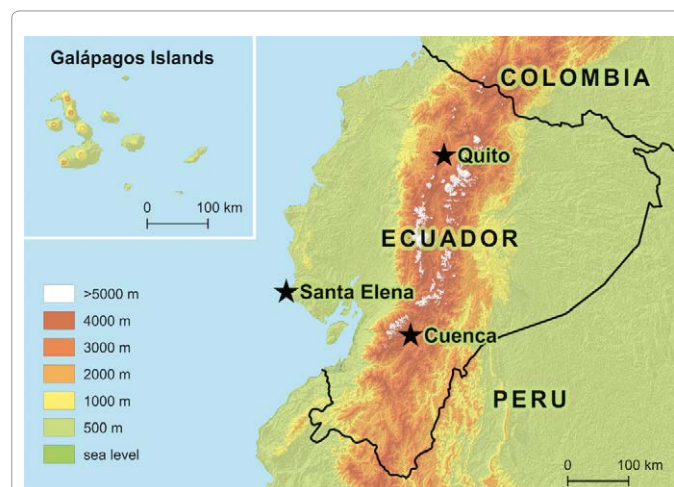 Galápagos Islands
0 100 km
COLOMBIA
Quito
ECUADOR
Santa Elena
Cuenca
PERU
>5000 m
4000 m
3000 m
2000 m
1000 m
500 m
sea level
0 100 km